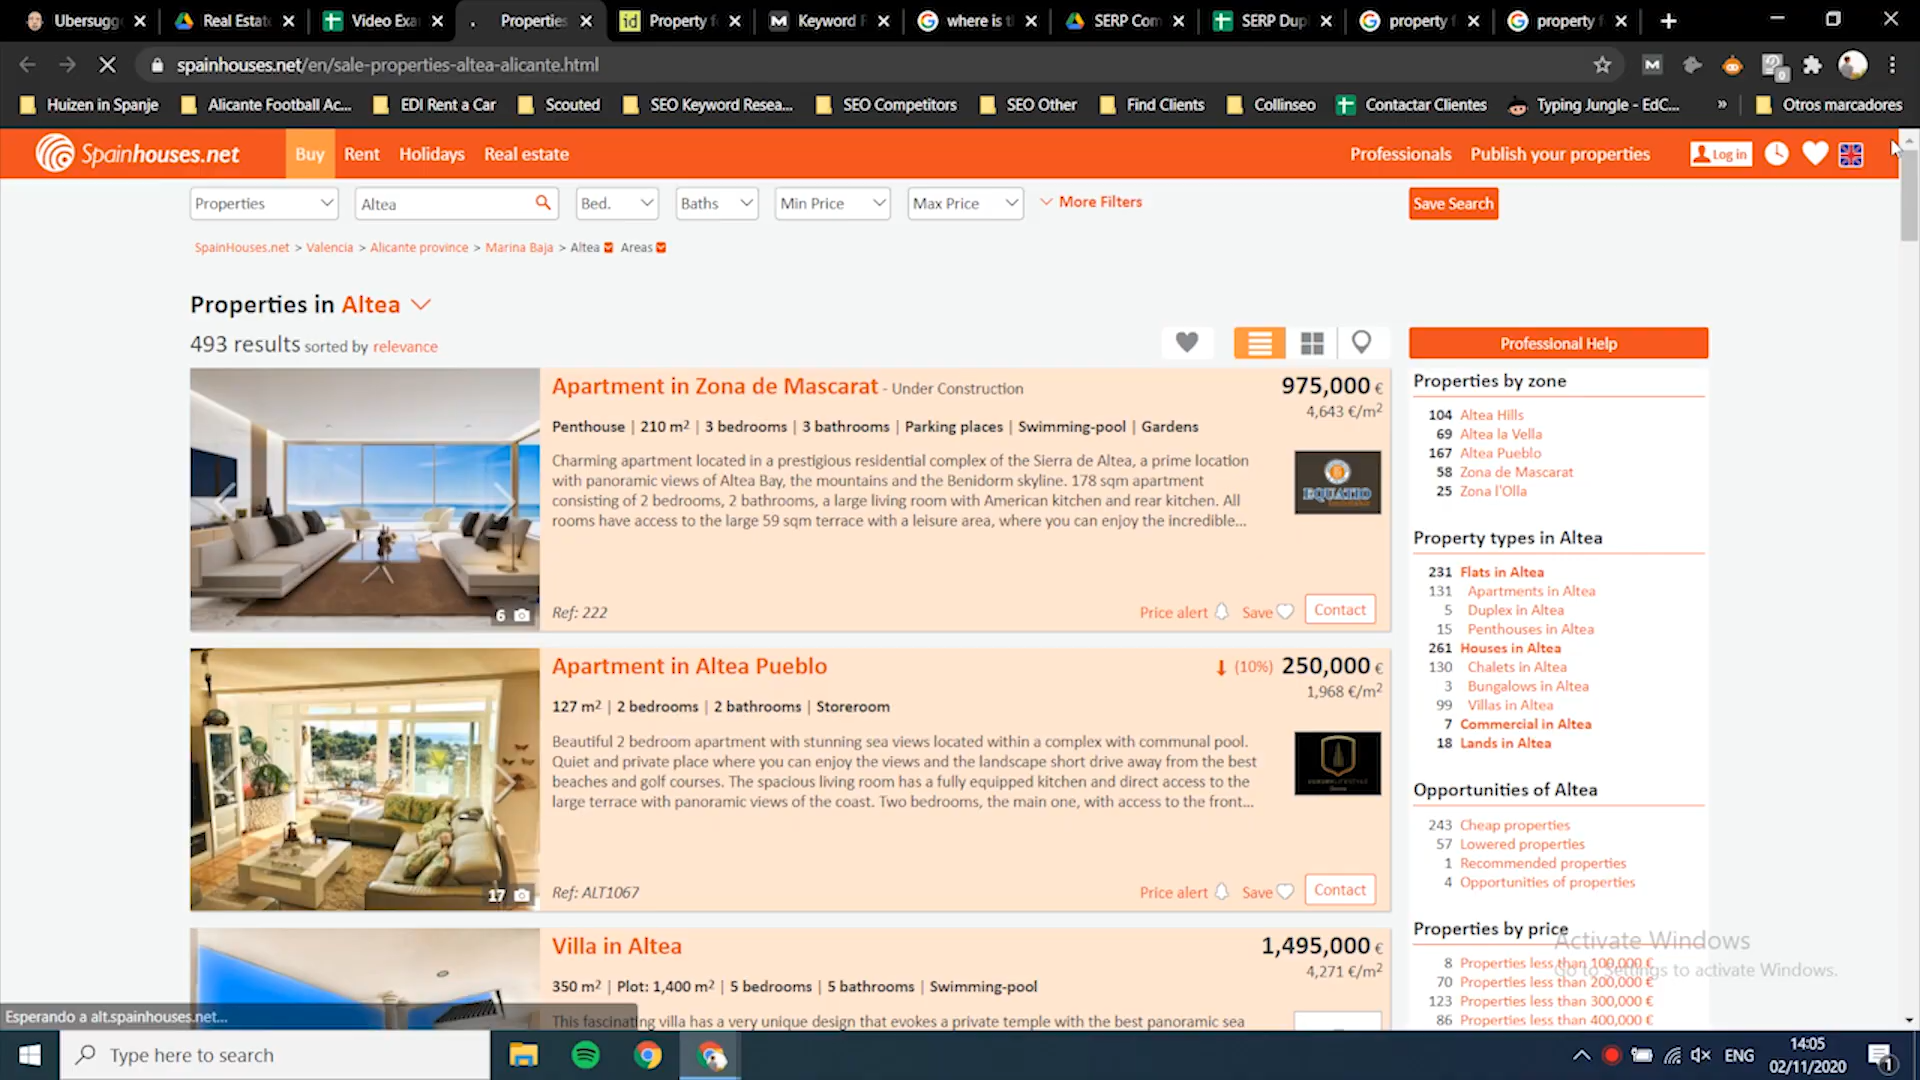 Ubersugg
Real Estat
Video Exa
Properties
Property f
Keyword F
where is t
SERP Com
SERP Dup
property f
property f
spainhouses.net/en/sale-properties-altea-alicante.html
Huizen in Spanje
Alicante Football Ac...
EDI Rent a Car
Scouted
SEO Keyword Resea...
SEO Competitors
SEO Other
Find Clients
Collinseo
Contactar Clientes
Typing Jungle - EdC...
»
Otros marcadores
Spainhouses.net
Buy
Rent
Holidays
Real estate
Professionals
Publish your properties
Log in
Properties
Altea
Bed.
Baths
Min Price
Max Price
More Filters
Save Search
SpainHouses.net > Valencia > Alicante province > Marina Baja > Altea Areas
Properties in Altea
493 results sorted by relevance
Professional Help
Apartment in Zona de Mascarat - Under Construction
975,000 €
4,643 €/m²
Penthouse | 210 m² | 3 bedrooms | 3 bathrooms | Parking places | Swimming-pool | Gardens
Charming apartment located in a prestigious residential complex of the Sierra de Altea, a prime location
with panoramic views of Altea Bay, the mountains and the Benidorm skyline. 178 sqm apartment
consisting of 2 bedrooms, 2 bathrooms, a large living room with American kitchen and rear kitchen. All
rooms have access to the large 59 sqm terrace with a leisure area, where you can enjoy the incredible...
EQUATIO
6
Ref: 222
Price alert
Save
Contact
Apartment in Altea Pueblo
(10%) 250,000 €
1,968 €/m²
127 m² | 2 bedrooms | 2 bathrooms | Storeroom
Beautiful 2 bedroom apartment with stunning sea views located within a complex with communal pool.
Quiet and private place where you can enjoy the views and the landscape short drive away from the best
beaches and golf courses. The spacious living room has a fully equipped kitchen and direct access to the
large terrace with panoramic views of the coast. Two bedrooms, the main one, with access to the front...
17
Ref: ALT1067
Price alert
Save
Contact
Villa in Altea
1,495,000 €
4,271 €/m²
350 m² | Plot: 1,400 m² | 5 bedrooms | 5 bathrooms | Swimming-pool
This fascinating villa has a very unique design that evokes a private temple with the best panoramic sea
Properties by zone
104 Altea Hills
69 Altea la Vella
167 Altea Pueblo
58 Zona de Mascarat
25 Zona l'Olla
Property types in Altea
231 Flats in Altea
131 Apartments in Altea
5 Duplex in Altea
15 Penthouses in Altea
261 Houses in Altea
130 Chalets in Altea
3 Bungalows in Altea
99 Villas in Altea
7 Commercial in Altea
18 Lands in Altea
Opportunities of Altea
243 Cheap properties
57 Lowered properties
1 Recommended properties
4 Opportunities of properties
Properties by price
8 Properties less than 100,000 €
70 Properties less than 200,000 €
123 Properties less than 300,000 €
86 Properties less than 400,000 €
Activate Windows
Go to Settings to activate Windows.
Esperando a alt.spainhouses.net...
Type here to search
ENG
14:05
02/11/2020
1